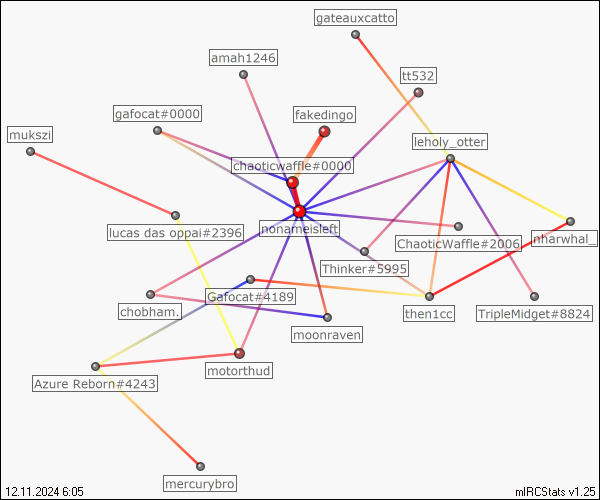 gateauxcatto
amah1246
tt532
gafocat#0000
fakedingo
mukszi
leholy_otter
chaoticwaffle#0000
lucas das oppai#2396
nonameisleft
ChaoticWaffle#2006
nharwhal_
Thinker#5995
Gafocat#4189
chobham.
then1cc
TripleMidget#8824
moonraven
motorthud
Azure Reborn#4243
mercurybro
12.11.2024 6:05
mIRCStats v1.25